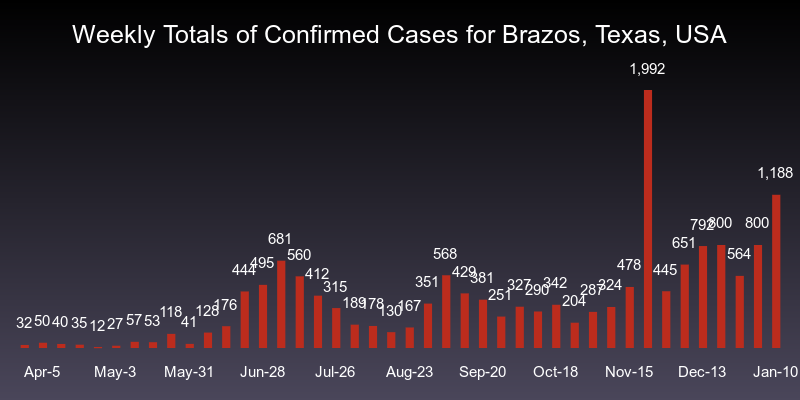 Weekly Totals of Confirmed Cases for Brazos, Texas, USA
32 50 40 35 12 27 57 53 118 41 128 176 444 495 681 560 412 315 189 178 130 167 351 568 429 381 251 327 290 342 204 287 324 478 1,992 445 651 792 800 564 800 1,188
Apr-5 May-3 May-31 Jun-28 Jul-26 Aug-23 Sep-20 Oct-18 Nov-15 Dec-13 Jan-10